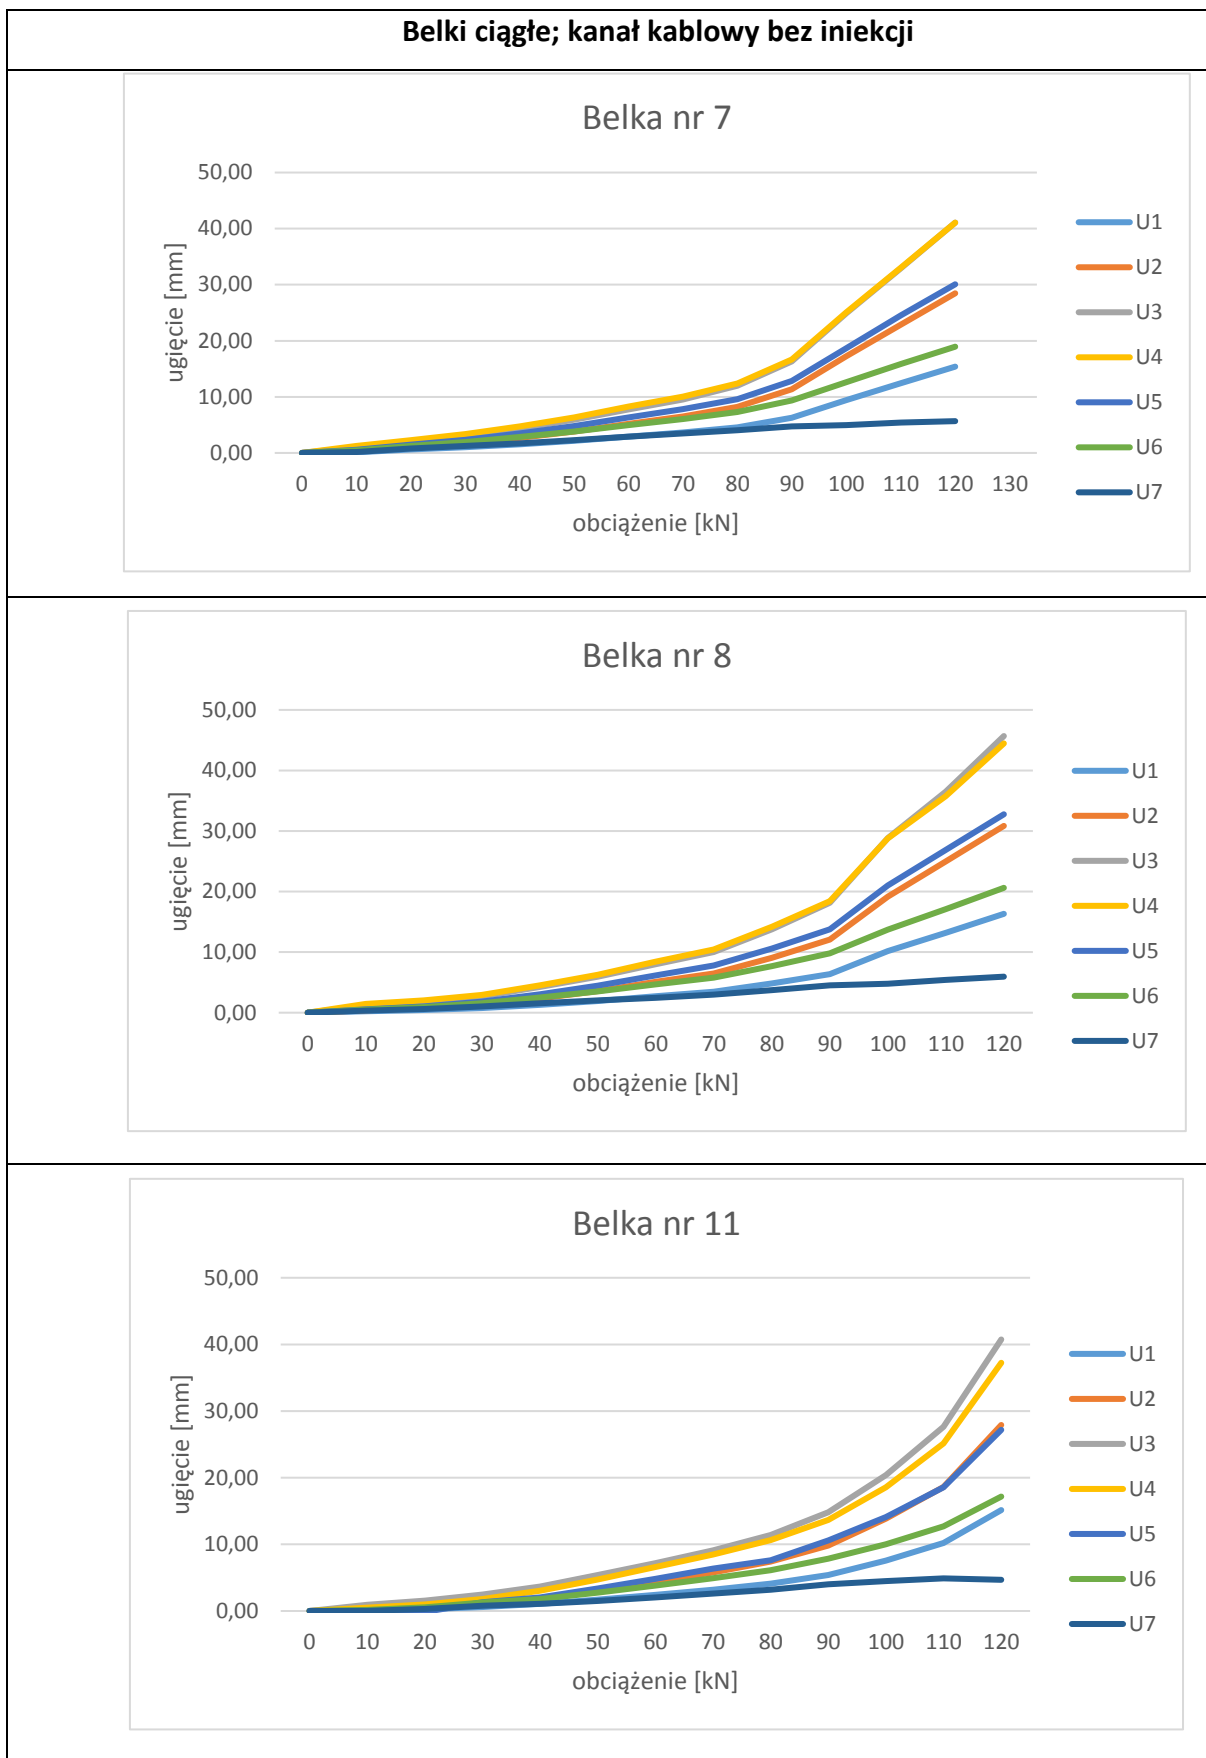 Belki ciągłe; kanał kablowy bez iniekcji
Belka nr 7
50,00
40,00
30,00
20,00
10,00
0,00
ugięcie [mm]
0 10 20 30 40 50 60 70 80 90 100 110 120 130
obciążenie [kN]
U1
U2
U3
U4
U5
U6
U7
Belka nr 8
50,00
40,00
30,00
20,00
10,00
0,00
ugięcie [mm]
0 10 20 30 40 50 60 70 80 90 100 110 120
obciążenie [kN]
U1
U2
U3
U4
U5
U6
U7
Belka nr 11
50,00
40,00
30,00
20,00
10,00
0,00
ugięcie [mm]
0 10 20 30 40 50 60 70 80 90 100 110 120
obciążenie [kN]
U1
U2
U3
U4
U5
U6
U7